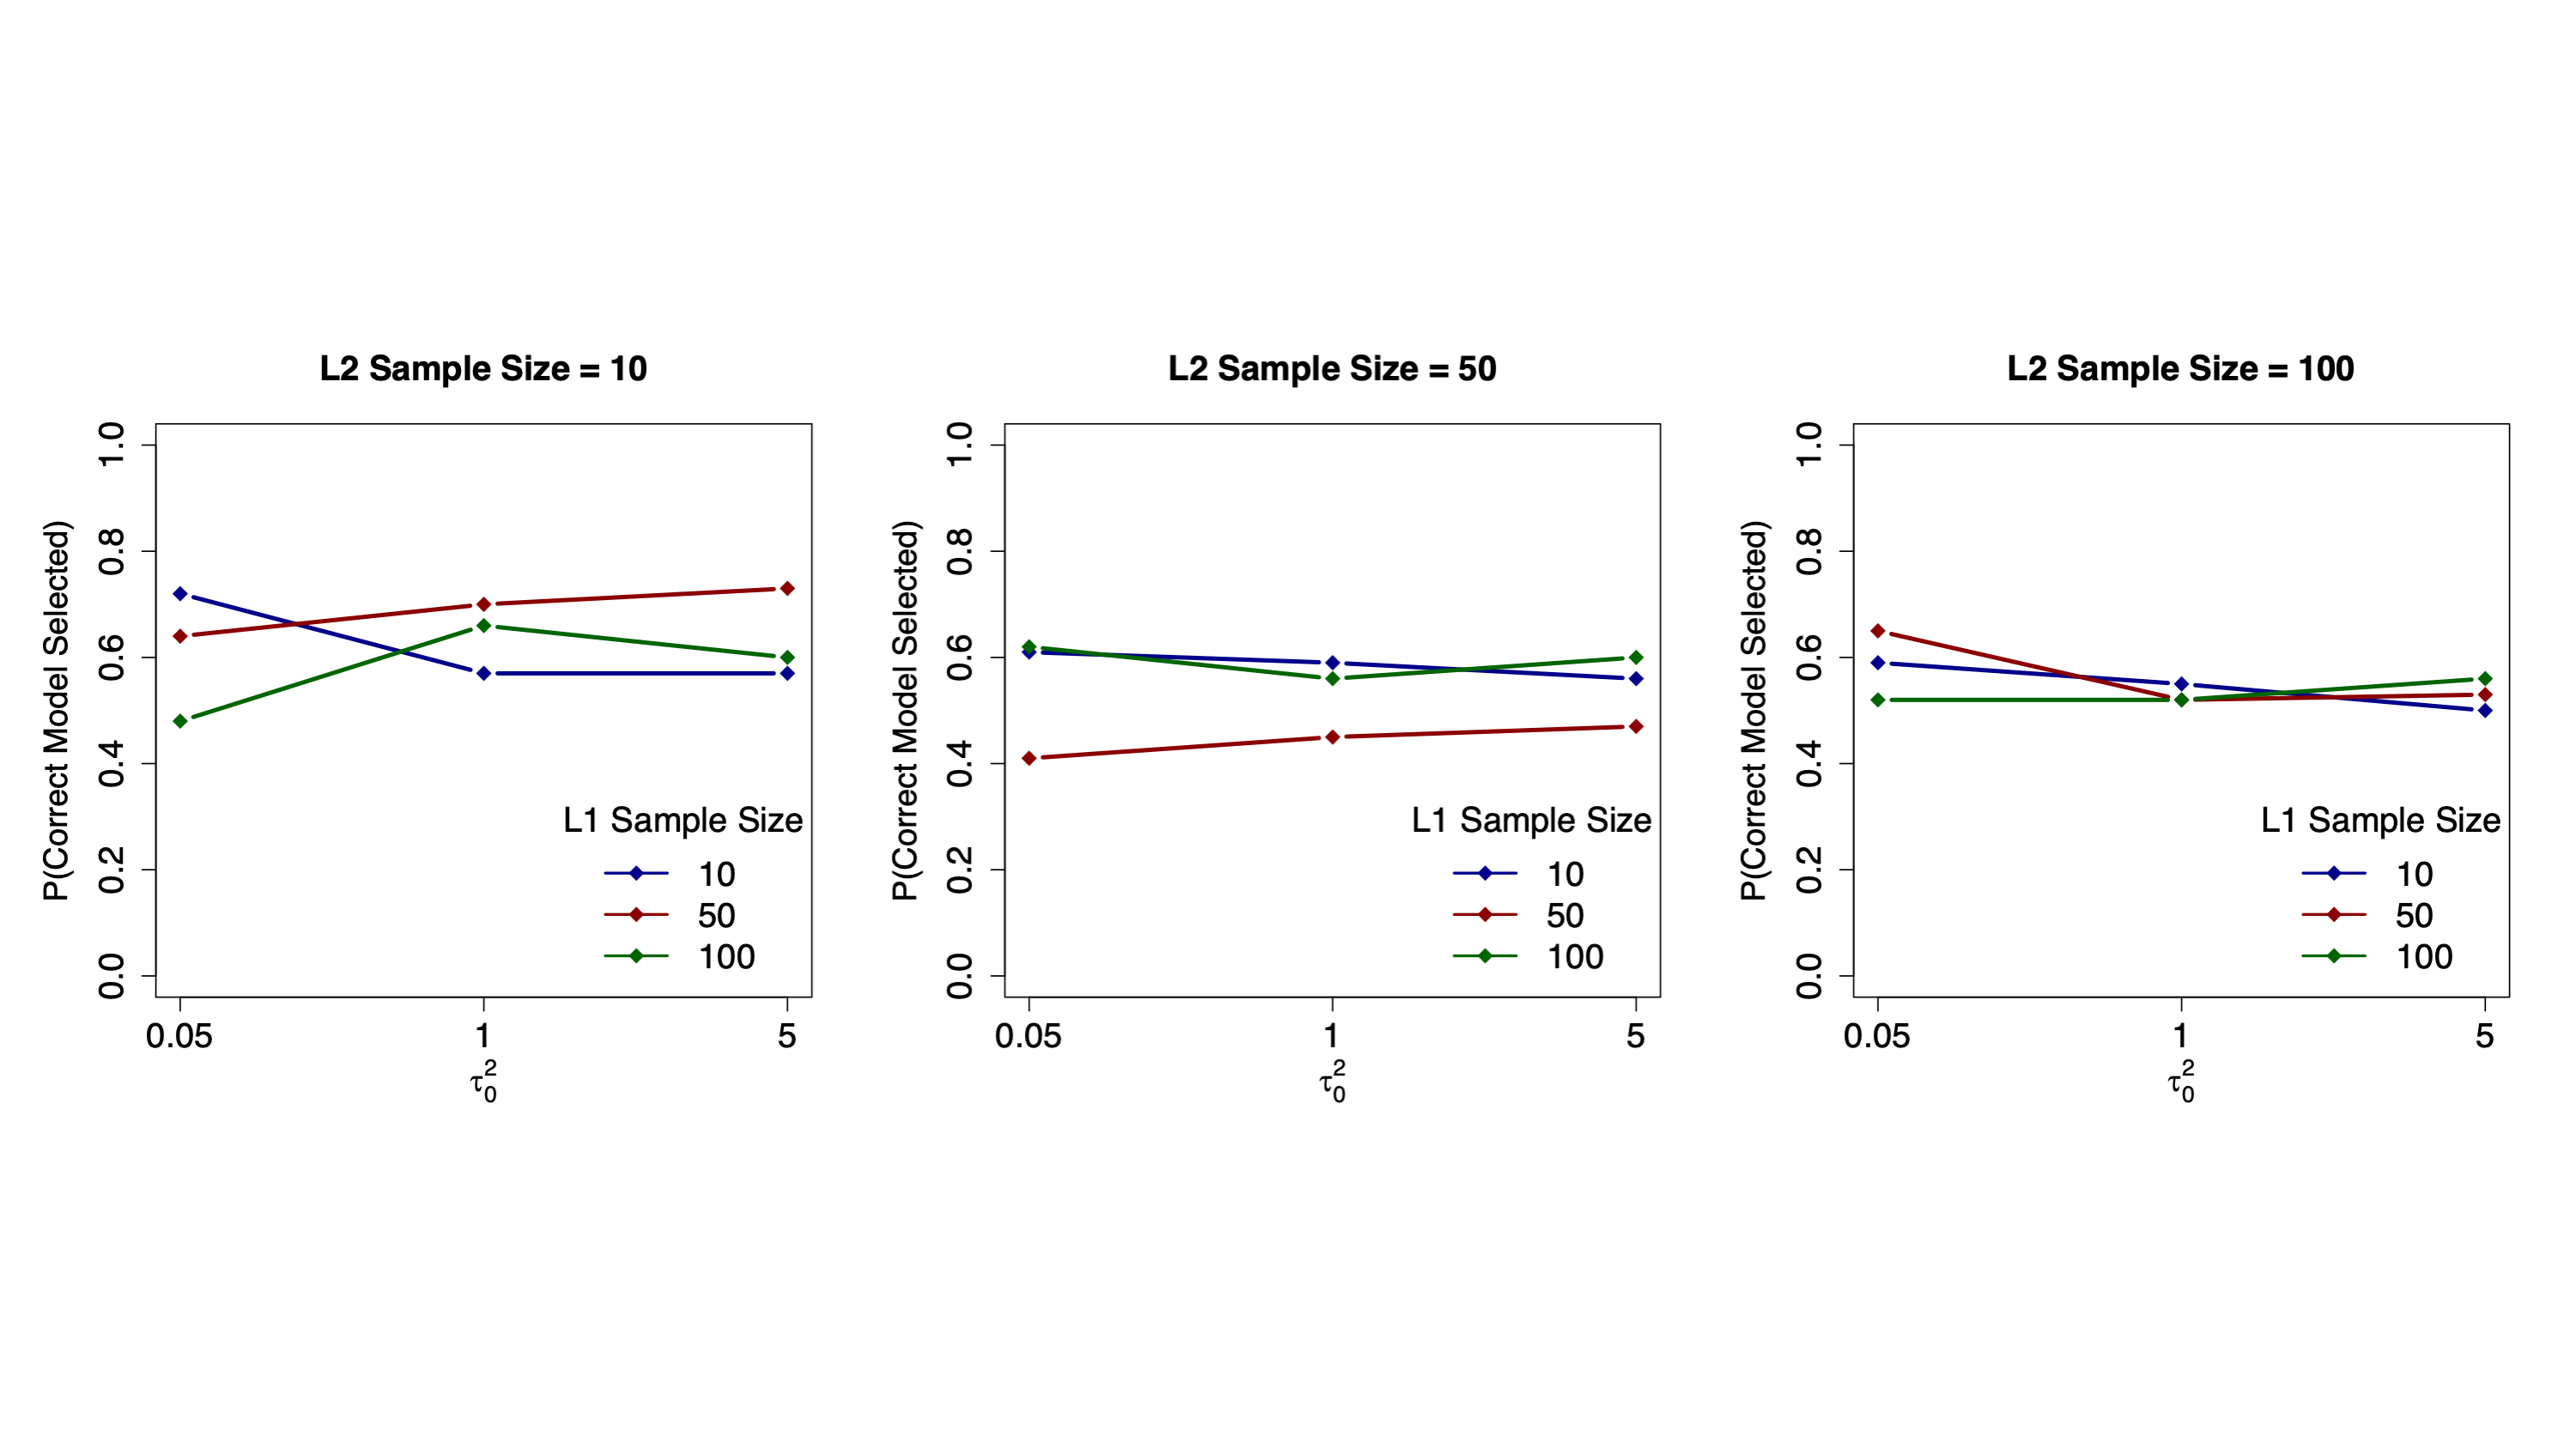 L2 Sample Size = 10
P(Correct Model Selected)
1.0
0.8
0.6
0.4
0.2
0.0
0.05 1 5
τ₀²
L1 Sample Size
10
50
100
L2 Sample Size = 50
P(Correct Model Selected)
1.0
0.8
0.6
0.4
0.2
0.0
0.05 1 5
τ₀²
L1 Sample Size
10
50
100
L2 Sample Size = 100
P(Correct Model Selected)
1.0
0.8
0.6
0.4
0.2
0.0
0.05 1 5
τ₀²
L1 Sample Size
10
50
100